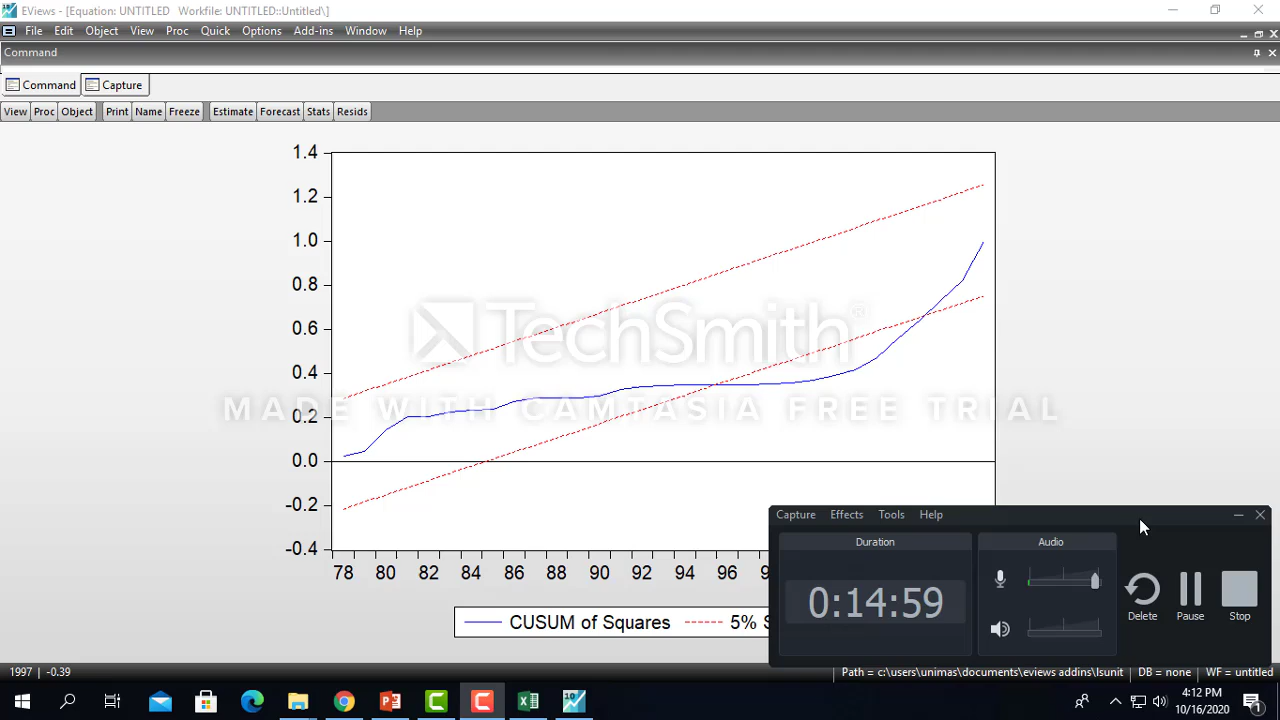 EViews - [Equation: UNTITLED   Workfile: UNTITLED::Untitled\]
File Edit Object View Proc Quick Options Add-ins Window Help
Command
Command Capture
View Proc Object Print Name Freeze Estimate Forecast Stats Resids
1.4
1.2
1.0
0.8
0.6
0.4
0.2
0.0
-0.2
-0.4
78 80 82 84 86 88 90 92 94 96
TechSmith®
MADE WITH CAMTASIA FREE TRIAL
CUSUM of Squares 5%
Capture Effects Tools Help
Duration Audio
0:14:59
Delete Pause Stop
1997 | -0.39
Path = c:\users\unimas\documents\eviews addins\lsunit DB = none WF = untitled
4:12 PM
10/16/2020
1